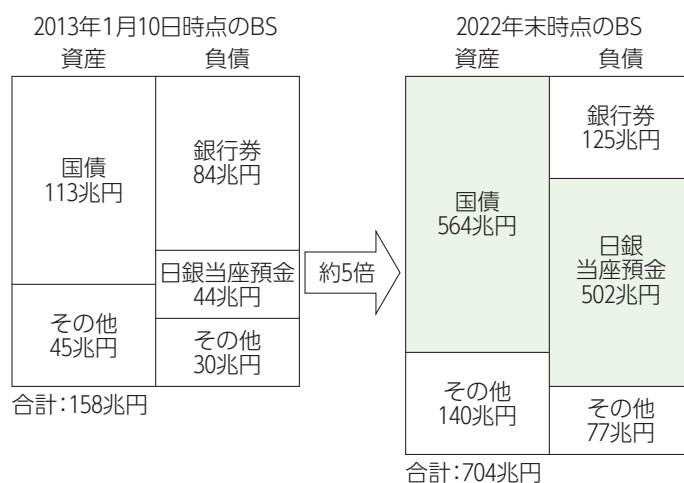 2013年1月10日時点のBS
資産 負債
国債
113兆円
その他
45兆円
銀行券
84兆円
日銀当座預金
44兆円
その他
30兆円
合計：158兆円
約5倍
2022年末時点のBS
資産 負債
国債
564兆円
その他
140兆円
銀行券
125兆円
日銀
当座預金
502兆円
その他
77兆円
合計：704兆円